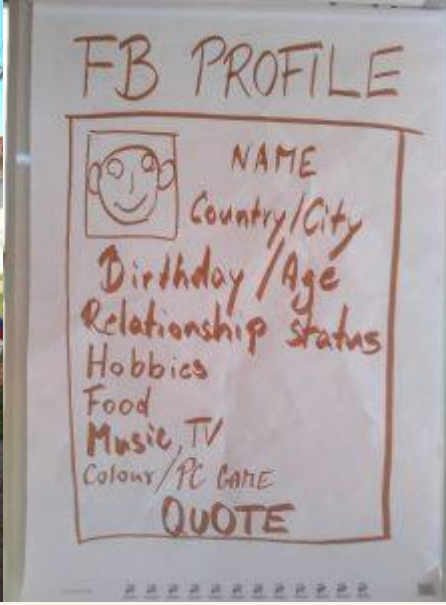 FB PROFILE
NAME
Country/City
Birthday/Age
Relationship status
Hobbies
Food
Music, TV
Colour/PC GAME
QUOTE